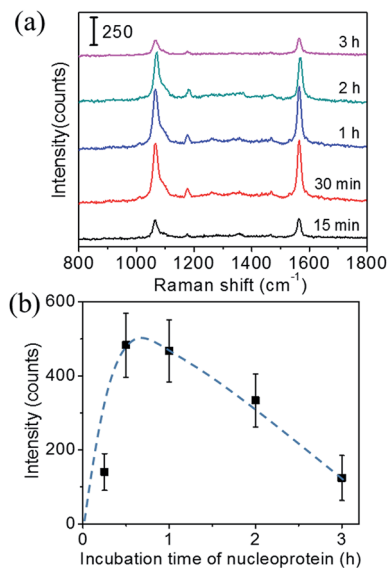 (a)
250
3 h
2 h
1 h
30 min
15 min
Intensity(counts)
800 1000 1200 1400 1600 1800
Raman shift (cm⁻¹)
(b)
600
400
200
0
Intensity (counts)
0 1 2 3
Incubation time of nucleoprotein (h)